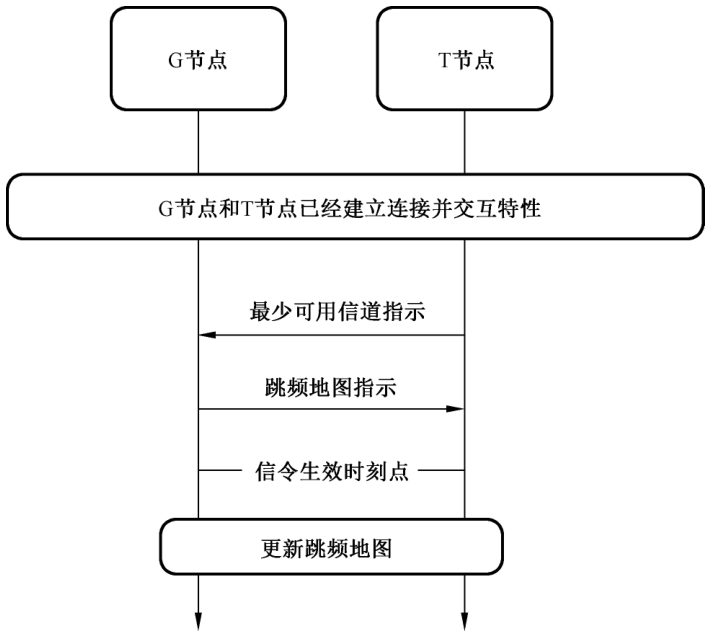 G节点
T节点
G节点和T节点已经建立连接并交互特性
最少可用信道指示
跳频地图指示
信令生效时刻点
更新跳频地图